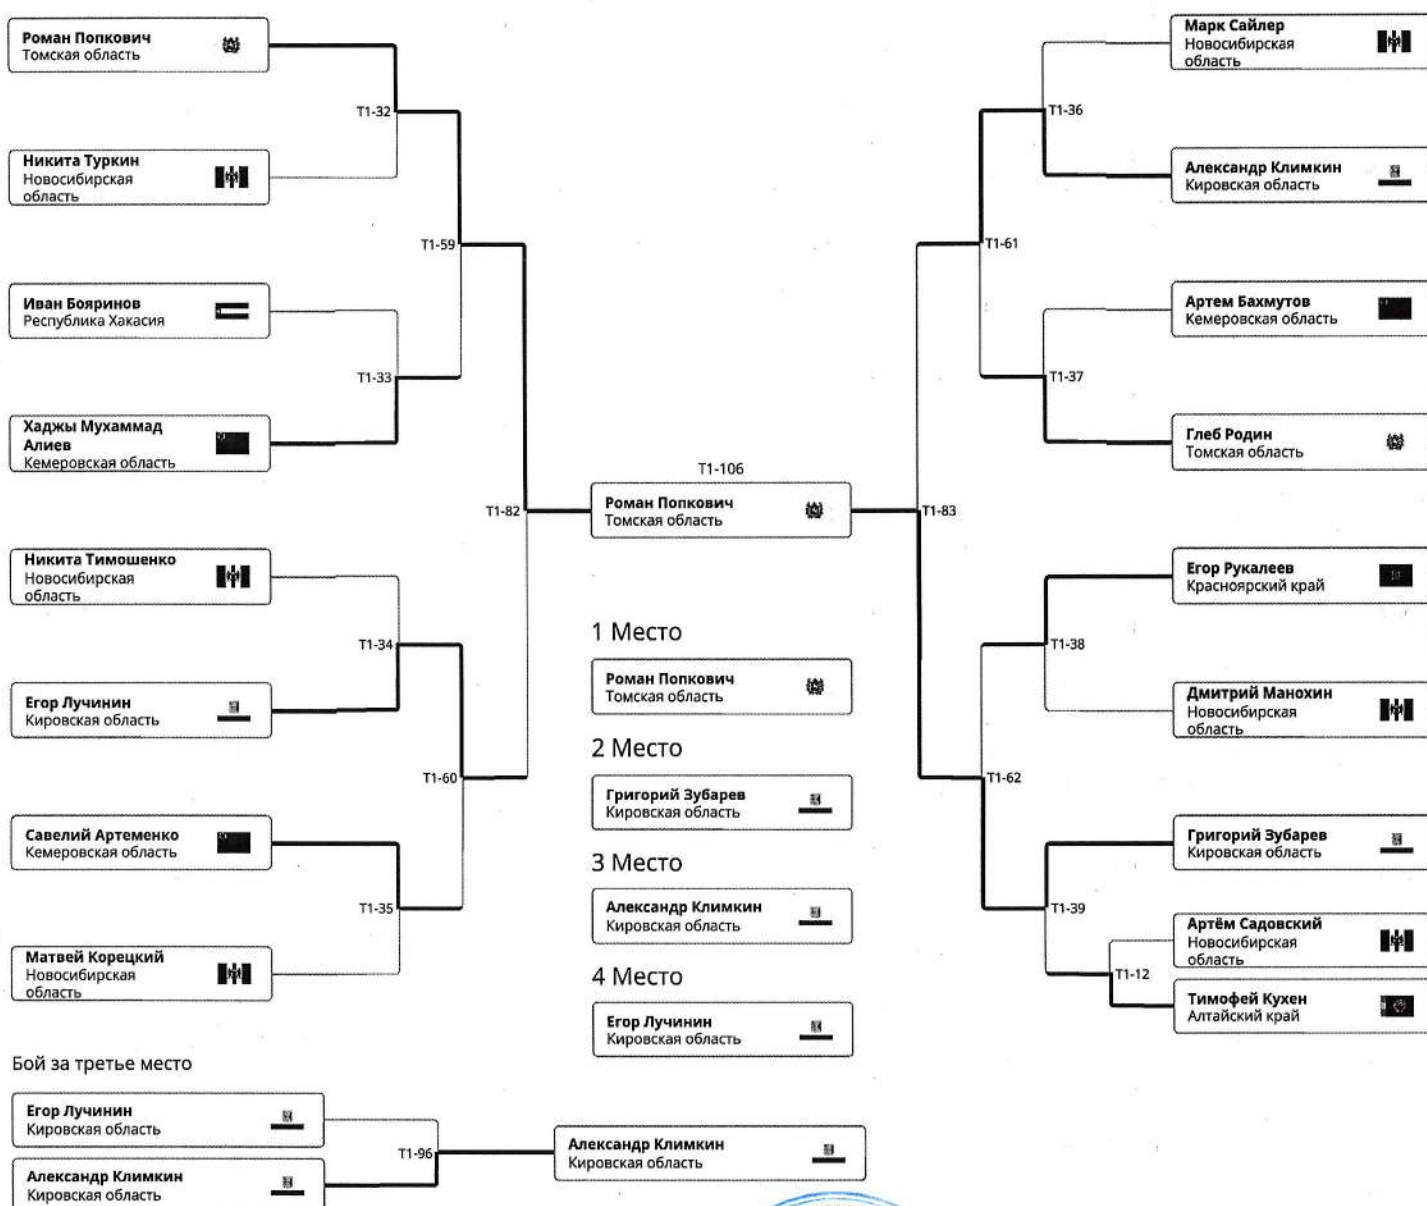 Роман Попкович
Томская область
T1-32
Никита Туркин
Новосибирская
область
T1-59
Иван Бояринов
Республика Хакасия
T1-33
Хаджы Мухаммад
Алиев
Кемеровская область
T1-82
Никита Тимошенко
Новосибирская
область
T1-34
Егор Лучинин
Кировская область
T1-60
Савелий Артеменко
Кемеровская область
T1-35
Матвей Корецкий
Новосибирская
область
T1-106
Роман Попкович
Томская область
1 Место
Роман Попкович
Томская область
2 Место
Григорий Зубарев
Кировская область
3 Место
Александр Климкин
Кировская область
4 Место
Егор Лучинин
Кировская область
Марк Сайлер
Новосибирская
область
T1-36
Александр Климкин
Кировская область
T1-61
Артем Бахмутов
Кемеровская область
T1-37
Глеб Родин
Томская область
T1-83
Егор Рукалеев
Красноярский край
T1-38
Дмитрий Манохин
Новосибирская
область
T1-62
Григорий Зубарев
Кировская область
T1-39
Артём Садовский
Новосибирская
область
T1-12
Тимофей Кухен
Алтайский край
Бой за третье место
Егор Лучинин
Кировская область
T1-96
Александр Климкин
Кировская область
Александр Климкин
Кировская область